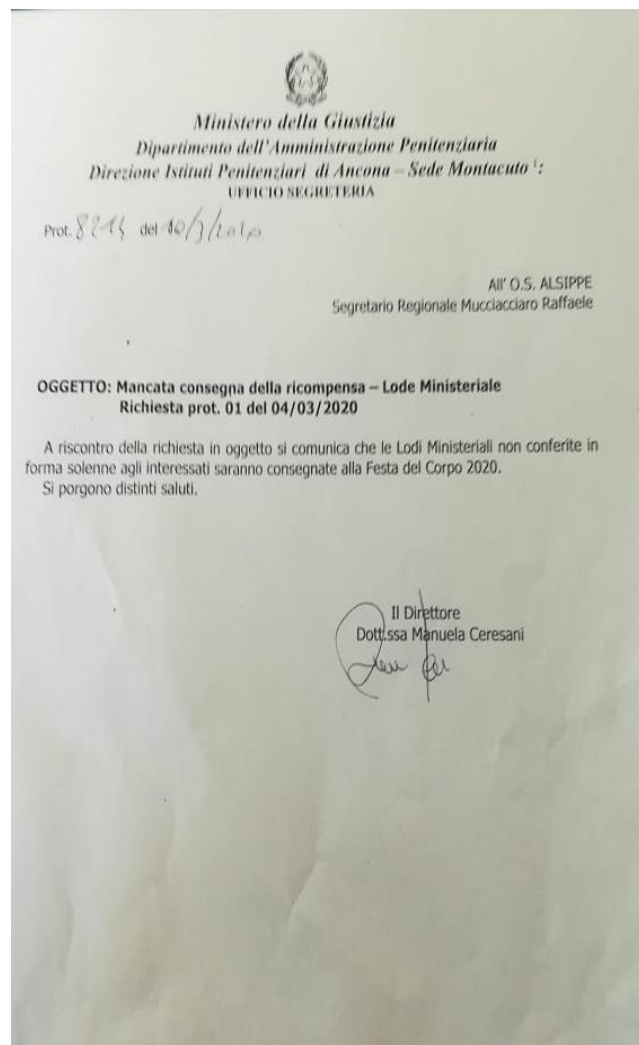 Ministero della Giustizia
Dipartimento dell'Amministrazione Penitenziaria
Direzione Istituti Penitenziari di Ancona – Sede Montacuto
UFFICIO SEGRETERIA
Prot. del 10/3/2020
All' O.S. ALSIPPE
Segretario Regionale Mucciacciaro Raffaele
OGGETTO: Mancata consegna della ricompensa – Lode Ministeriale
Richiesta prot. 01 del 04/03/2020
A riscontro della richiesta in oggetto si comunica che le Lodi Ministeriali non conferite in
forma solenne agli interessati saranno consegnate alla Festa del Corpo 2020.
Si porgono distinti saluti.
Il Direttore
Dott.ssa Manuela Ceresani